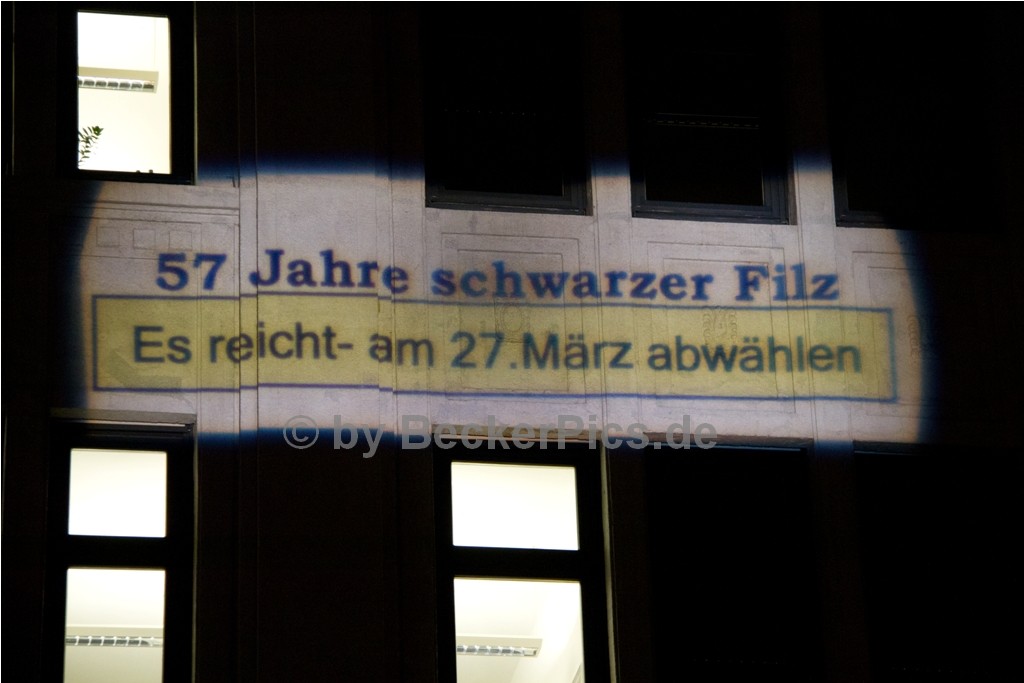 57 Jahre schwarzer Filz
Es reicht- am 27.März abwählen
© by BeckerPics.de